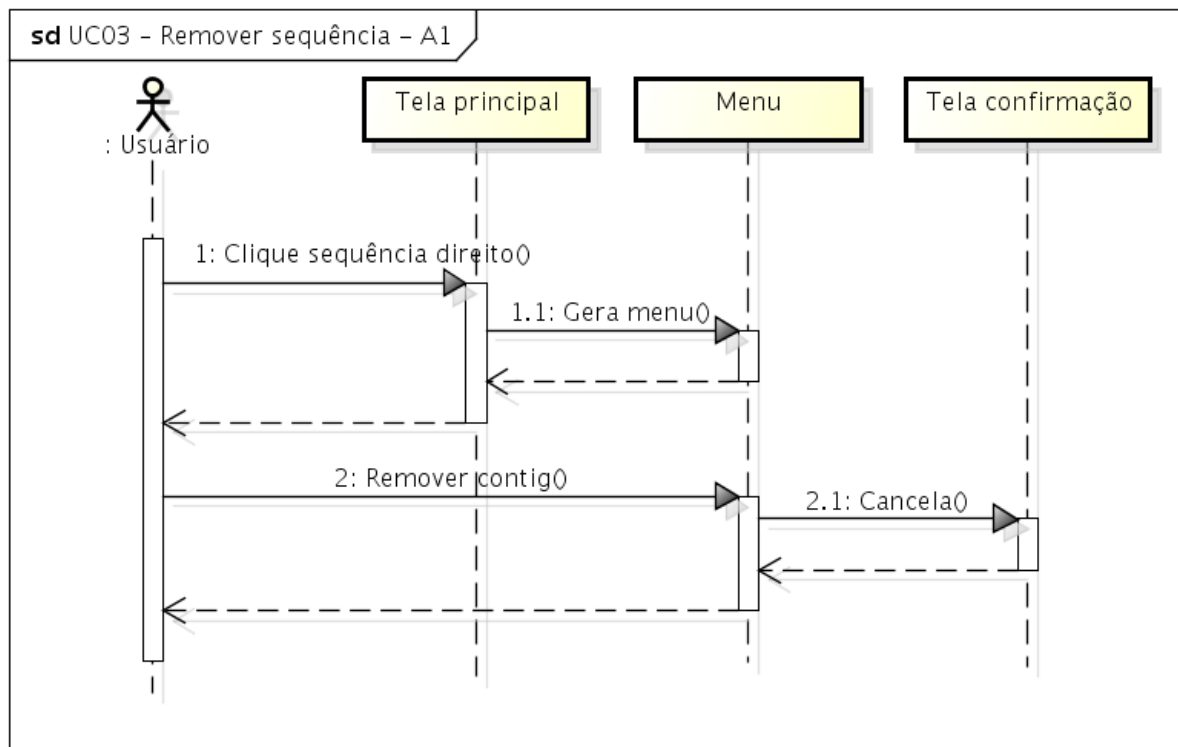 sd UC03 – Remover sequência – A1
: Usuário
Tela principal
Menu
Tela confirmação
1: Clique sequência direito()
1.1: Gera menu()
2: Remover contig()
2.1: Cancela()